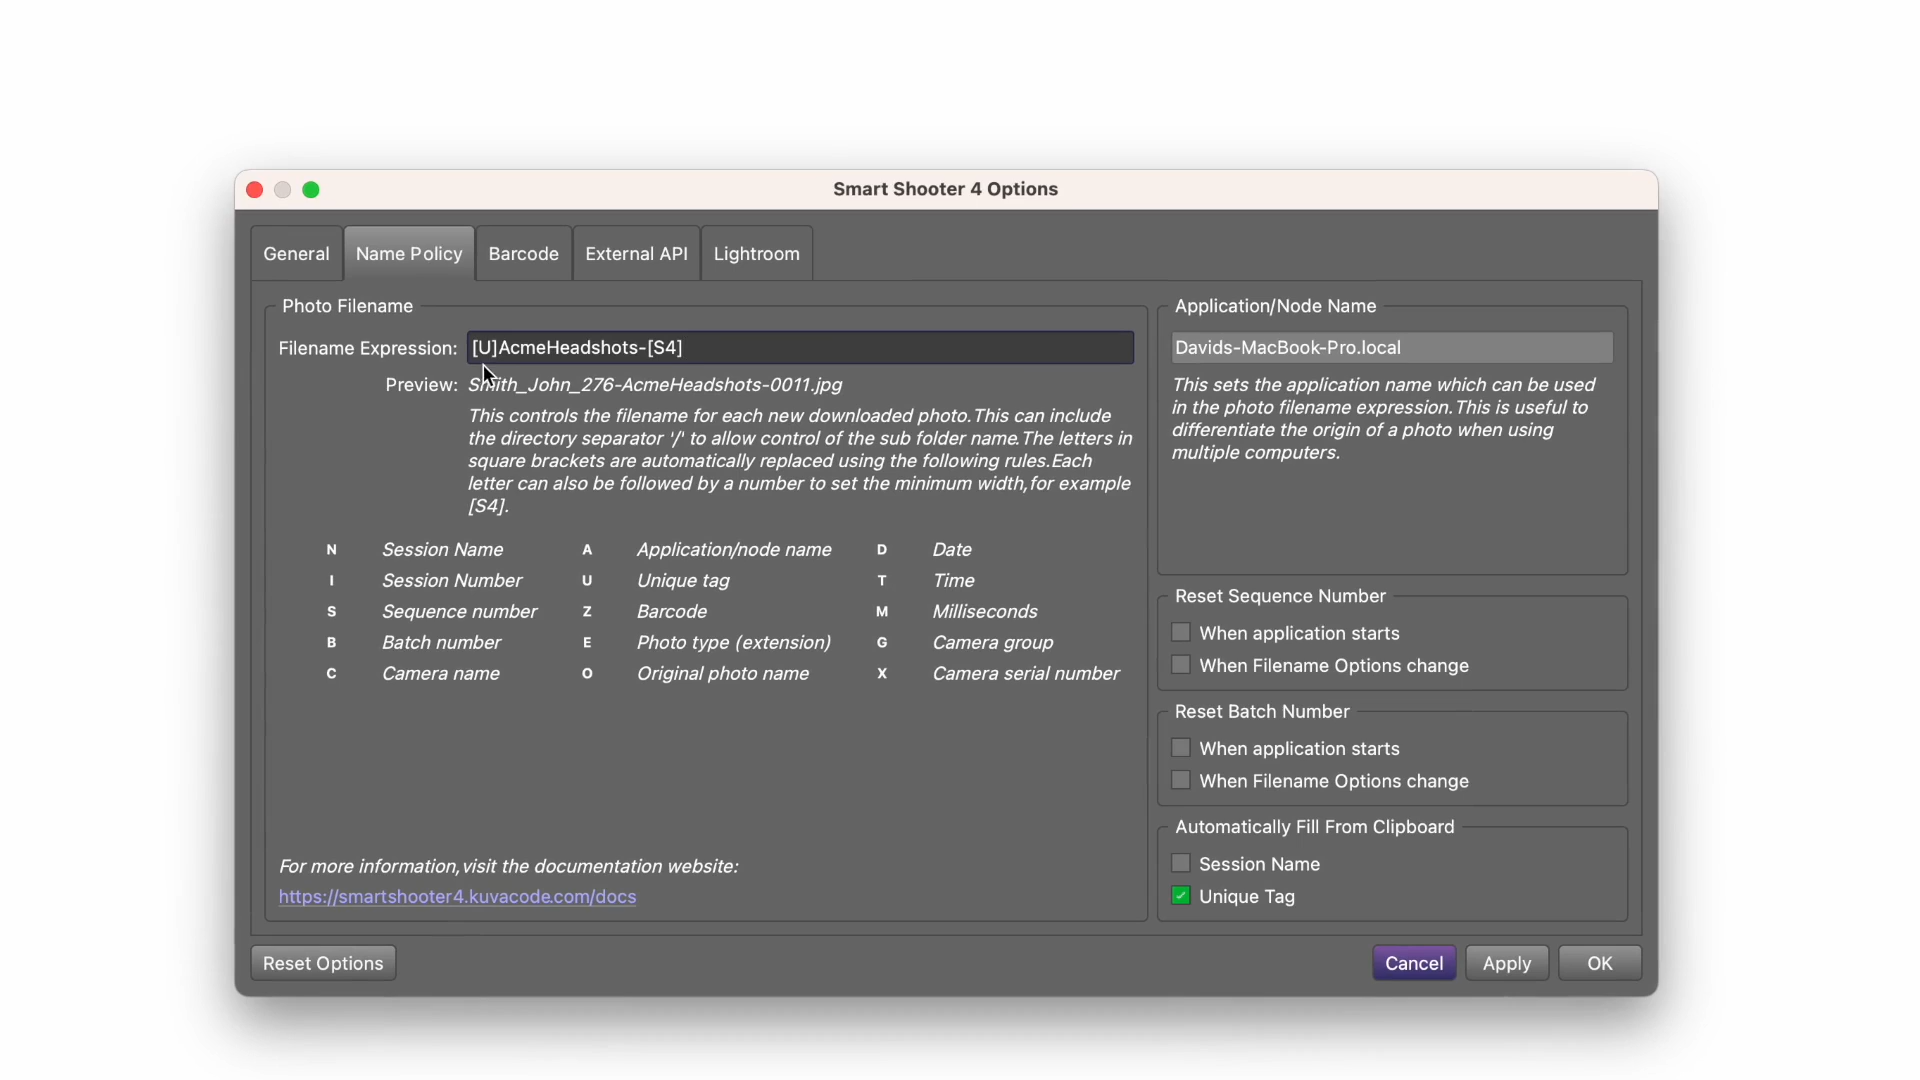 Smart Shooter 4 Options
General
Name Policy
Barcode
External API
Lightroom
Photo Filename
Filename Expression:
[U]AcmeHeadshots-[S4]
Preview:
Smith_John_276-AcmeHeadshots-0011.jpg
This controls the filename for each new downloaded photo. This can include
the directory separator '/' to allow control of the sub folder name. The letters in
square brackets are automatically replaced using the following rules. Each
letter can also be followed by a number to set the minimum width, for example
[S4].
N Session Name A Application/node name D Date
I Session Number U Unique tag T Time
S Sequence number Z Barcode M Milliseconds
B Batch number E Photo type (extension) G Camera group
C Camera name O Original photo name X Camera serial number
For more information, visit the documentation website:
https://smartshooter4.kuvacode.com/docs
Application/Node Name
Davids-MacBook-Pro.local
This sets the application name which can be used
in the photo filename expression. This is useful to
differentiate the origin of a photo when using
multiple computers.
Reset Sequence Number
When application starts
When Filename Options change
Reset Batch Number
When application starts
When Filename Options change
Automatically Fill From Clipboard
Session Name
Unique Tag
Reset Options
Cancel
Apply
OK